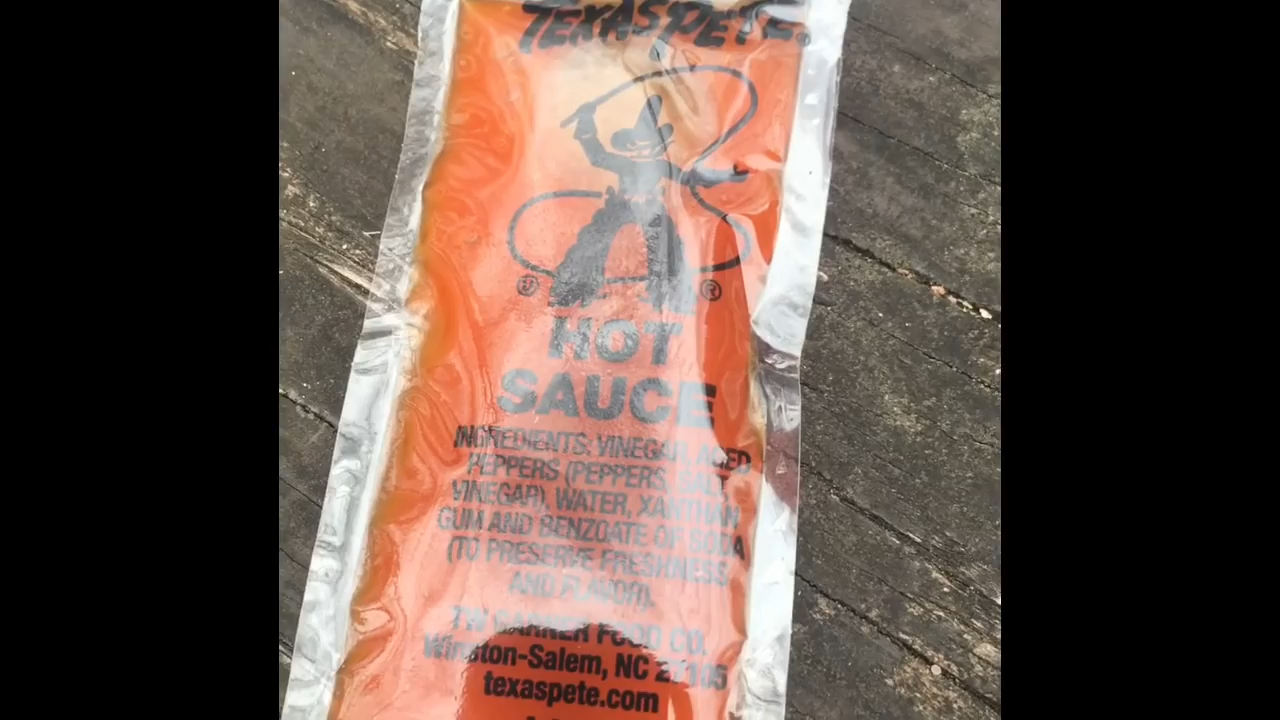 TEXAS PETE®
® ®
HOT
SAUCE
INGREDIENTS: VINEGAR, AGED
PEPPERS (PEPPERS, SALT,
VINEGAR), WATER, XANTHAN
GUM AND BENZOATE OF SODA
(TO PRESERVE FRESHNESS
AND FLAVOR).
TW GARNER FOOD CO.
Winston-Salem, NC 27105
texaspete.com